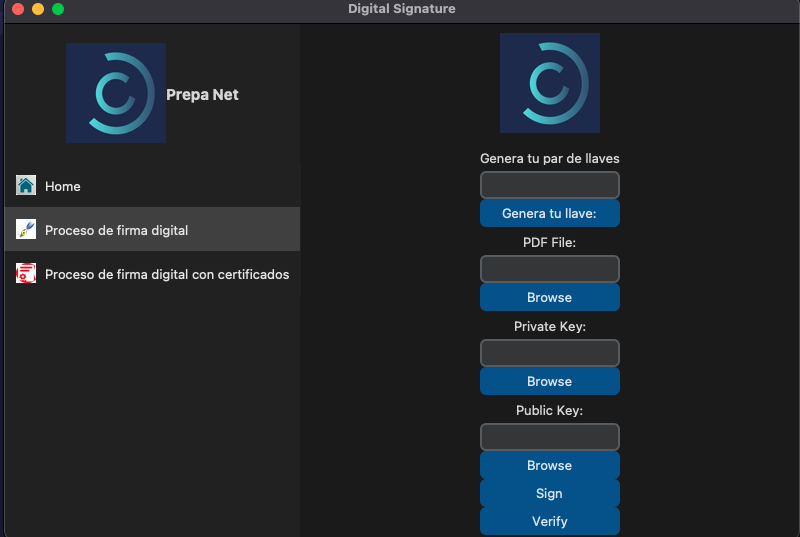 Digital Signature
Prepa Net
Home
Proceso de firma digital
Proceso de firma digital con certificados
Genera tu par de llaves
Genera tu llave:
PDF File:
Browse
Private Key:
Browse
Public Key:
Browse
Sign
Verify